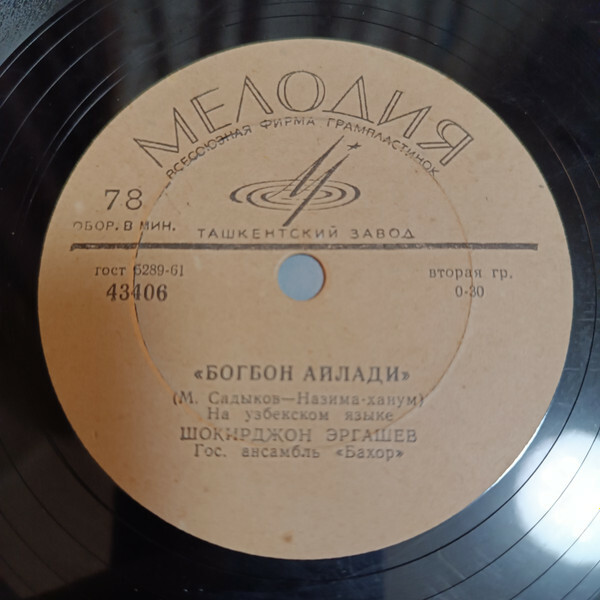 МЕЛОДИЯ
ВСЕСОЮЗНАЯ ФИРМА ГРАМПЛАСТИНОК
78
ОБОР. В МИН.
ТАШКЕНТСКИЙ ЗАВОД
гост 5289-61
вторая гр.
43406
0-30
«БОГБОН АЙЛАДИ»
(М. Садыков—Назима-ханум)
На узбекском языке
ШОКИРДЖОН ЭРГАШЕВ
Гос. ансамбль «Бахор»